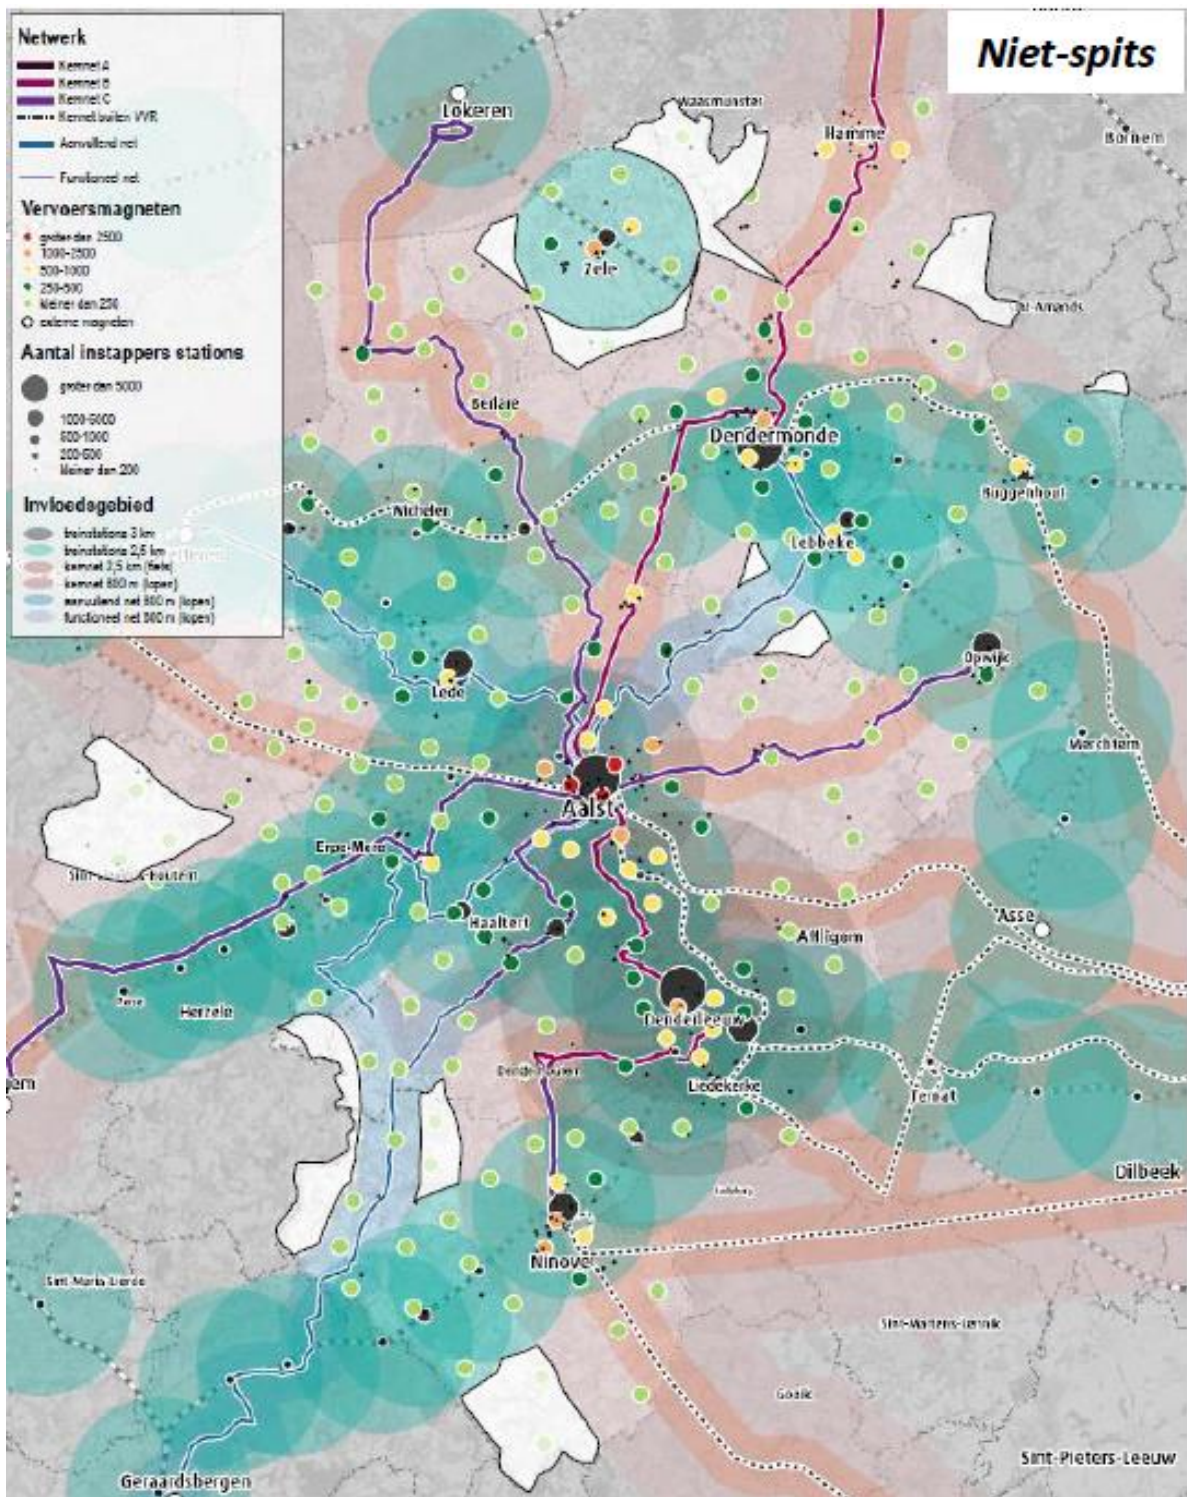 Niet-spits
Netwerk
Kernnet A
Kernnet B
Kernnet C
Kernnet buiten VVR
Aanvullend net
Functioneel net
Vervoersmagneten
groter dan 2500
1000-2500
500-1000
250-500
kleiner dan 250
externe magneten
Aantal instappers stations
groter dan 5000
1000-5000
500-1000
200-500
kleiner dan 200
Invloedsgebied
treinstations 3 km
treinstations 2,5 km
kernnet 2,5 km (fiets)
kernnet 800 m (lopen)
aanvullend net 600 m (lopen)
functioneel net 500 m (lopen)
Lokeren
Waasmunster
Hamme
Bornem
Zele
Berlare
Dendermonde
Buggenhout
Wichelen
Lebbeke
Opwijk
Lede
Merchtem
Aalst
Erpe-Mere
Haaltert
Asse
Affligem
Herzele
Denderleeuw
Liedekerke
Ternat
Dilbeek
Ninove
Sint-Maria-Lierde
Sint-Martens-Lennik
Gooik
Sint-Pieters-Leeuw
Geraardsbergen